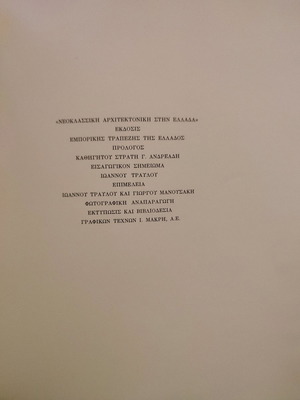 «ΝΕΟΚΛΑΣΣΙΚΗ ΑΡΧΙΤΕΚΤΟΝΙΚΗ ΣΤΗΝ ΕΛΛΑΔΑ»
ΕΚΔΟΣΙΣ
ΕΜΠΟΡΙΚΗΣ ΤΡΑΠΕΖΗΣ ΤΗΣ ΕΛΛΑΔΟΣ
ΠΡΟΛΟΓΟΣ
ΚΑΘΗΓΗΤΟΥ ΣΤΡΑΤΗ Γ. ΑΝΔΡΕΑΔΗ
ΕΙΣΑΓΩΓΙΚΟΝ ΣΗΜΕΙΩΜΑ
ΙΩΑΝΝΟΥ ΤΡΑΥΛΟΥ
ΕΠΙΜΕΛΕΙΑ
ΙΩΑΝΝΟΥ ΤΡΑΥΛΟΥ ΚΑΙ ΓΙΩΡΓΟΥ ΜΑΝΟΥΣΑΚΗ
ΦΩΤΟΓΡΑΦΙΚΗ ΑΝΑΠΑΡΑΓΩΓΗ
ΕΚΤΥΠΩΣΙΣ ΚΑΙ ΒΙΒΛΙΟΔΕΣΙΑ
ΓΡΑΦΙΚΩΝ ΤΕΧΝΩΝ Ι. ΜΑΚΡΗ, Α.Ε.